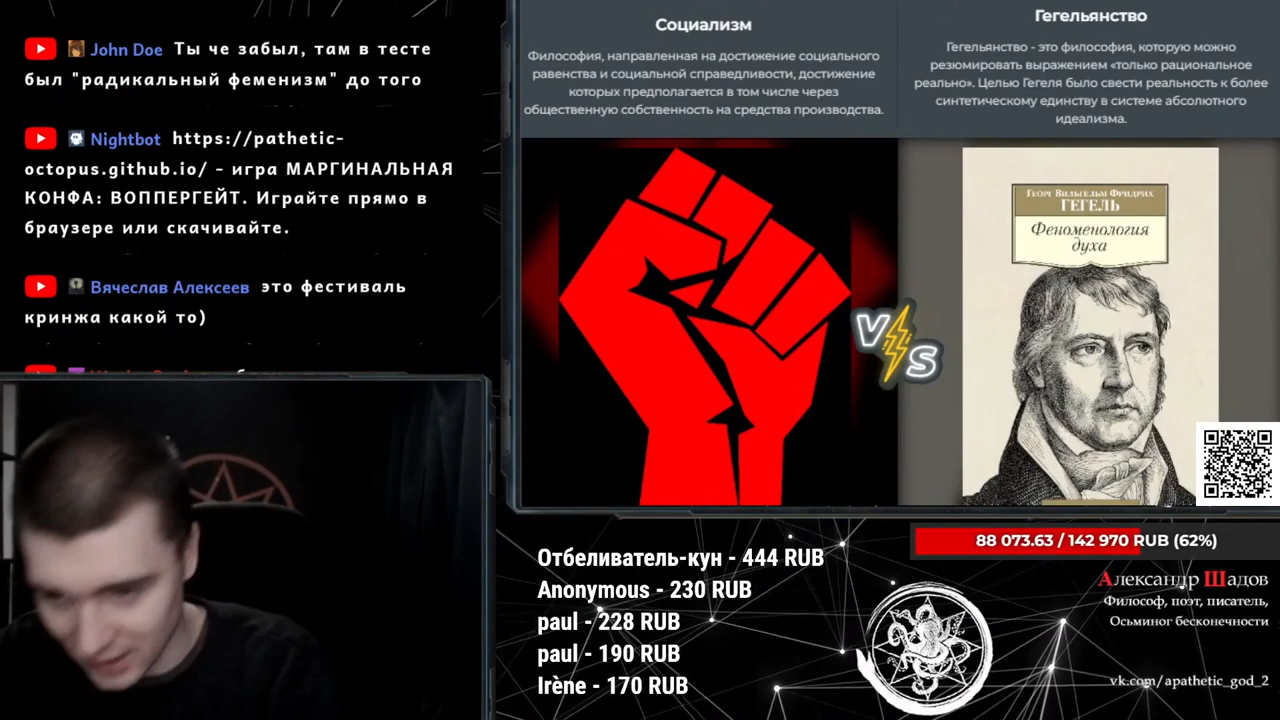 John Doe Ты че забыл, там в тесте
был "радикальный феменизм" до того
Nightbot https://pathetic-
octopus.github.io/ - игра МАРГИНАЛЬНАЯ
КОНФА: ВОППЕРГЕЙТ. Играйте прямо в
браузере или скачивайте.
Вячеслав Алексеев это фестиваль
кринжа какой то)
Социализм
Философия, направленная на достижение социального
равенства и социальной справедливости, достижение
которых предполагается в том числе через
общественную собственность на средства производства.
Гегельянство
Гегельянство - это философия, которую можно
резюмировать выражением «только рациональное
реально». Целью Гегеля было свести реальность к более
синтетическому единству в системе абсолютного
идеализма.
Георг Вильгельм Фридрих
ГЕГЕЛЬ
Феноменология
духа
VS
88 073.63 / 142 970 RUB (62%)
Отбеливатель-кун - 444 RUB
Anonymous - 230 RUB
paul - 228 RUB
paul - 190 RUB
Irène - 170 RUB
Александр Шадов
Философ, поэт, писатель,
Осьминог бесконечности
vk.com/apathetic_god_2